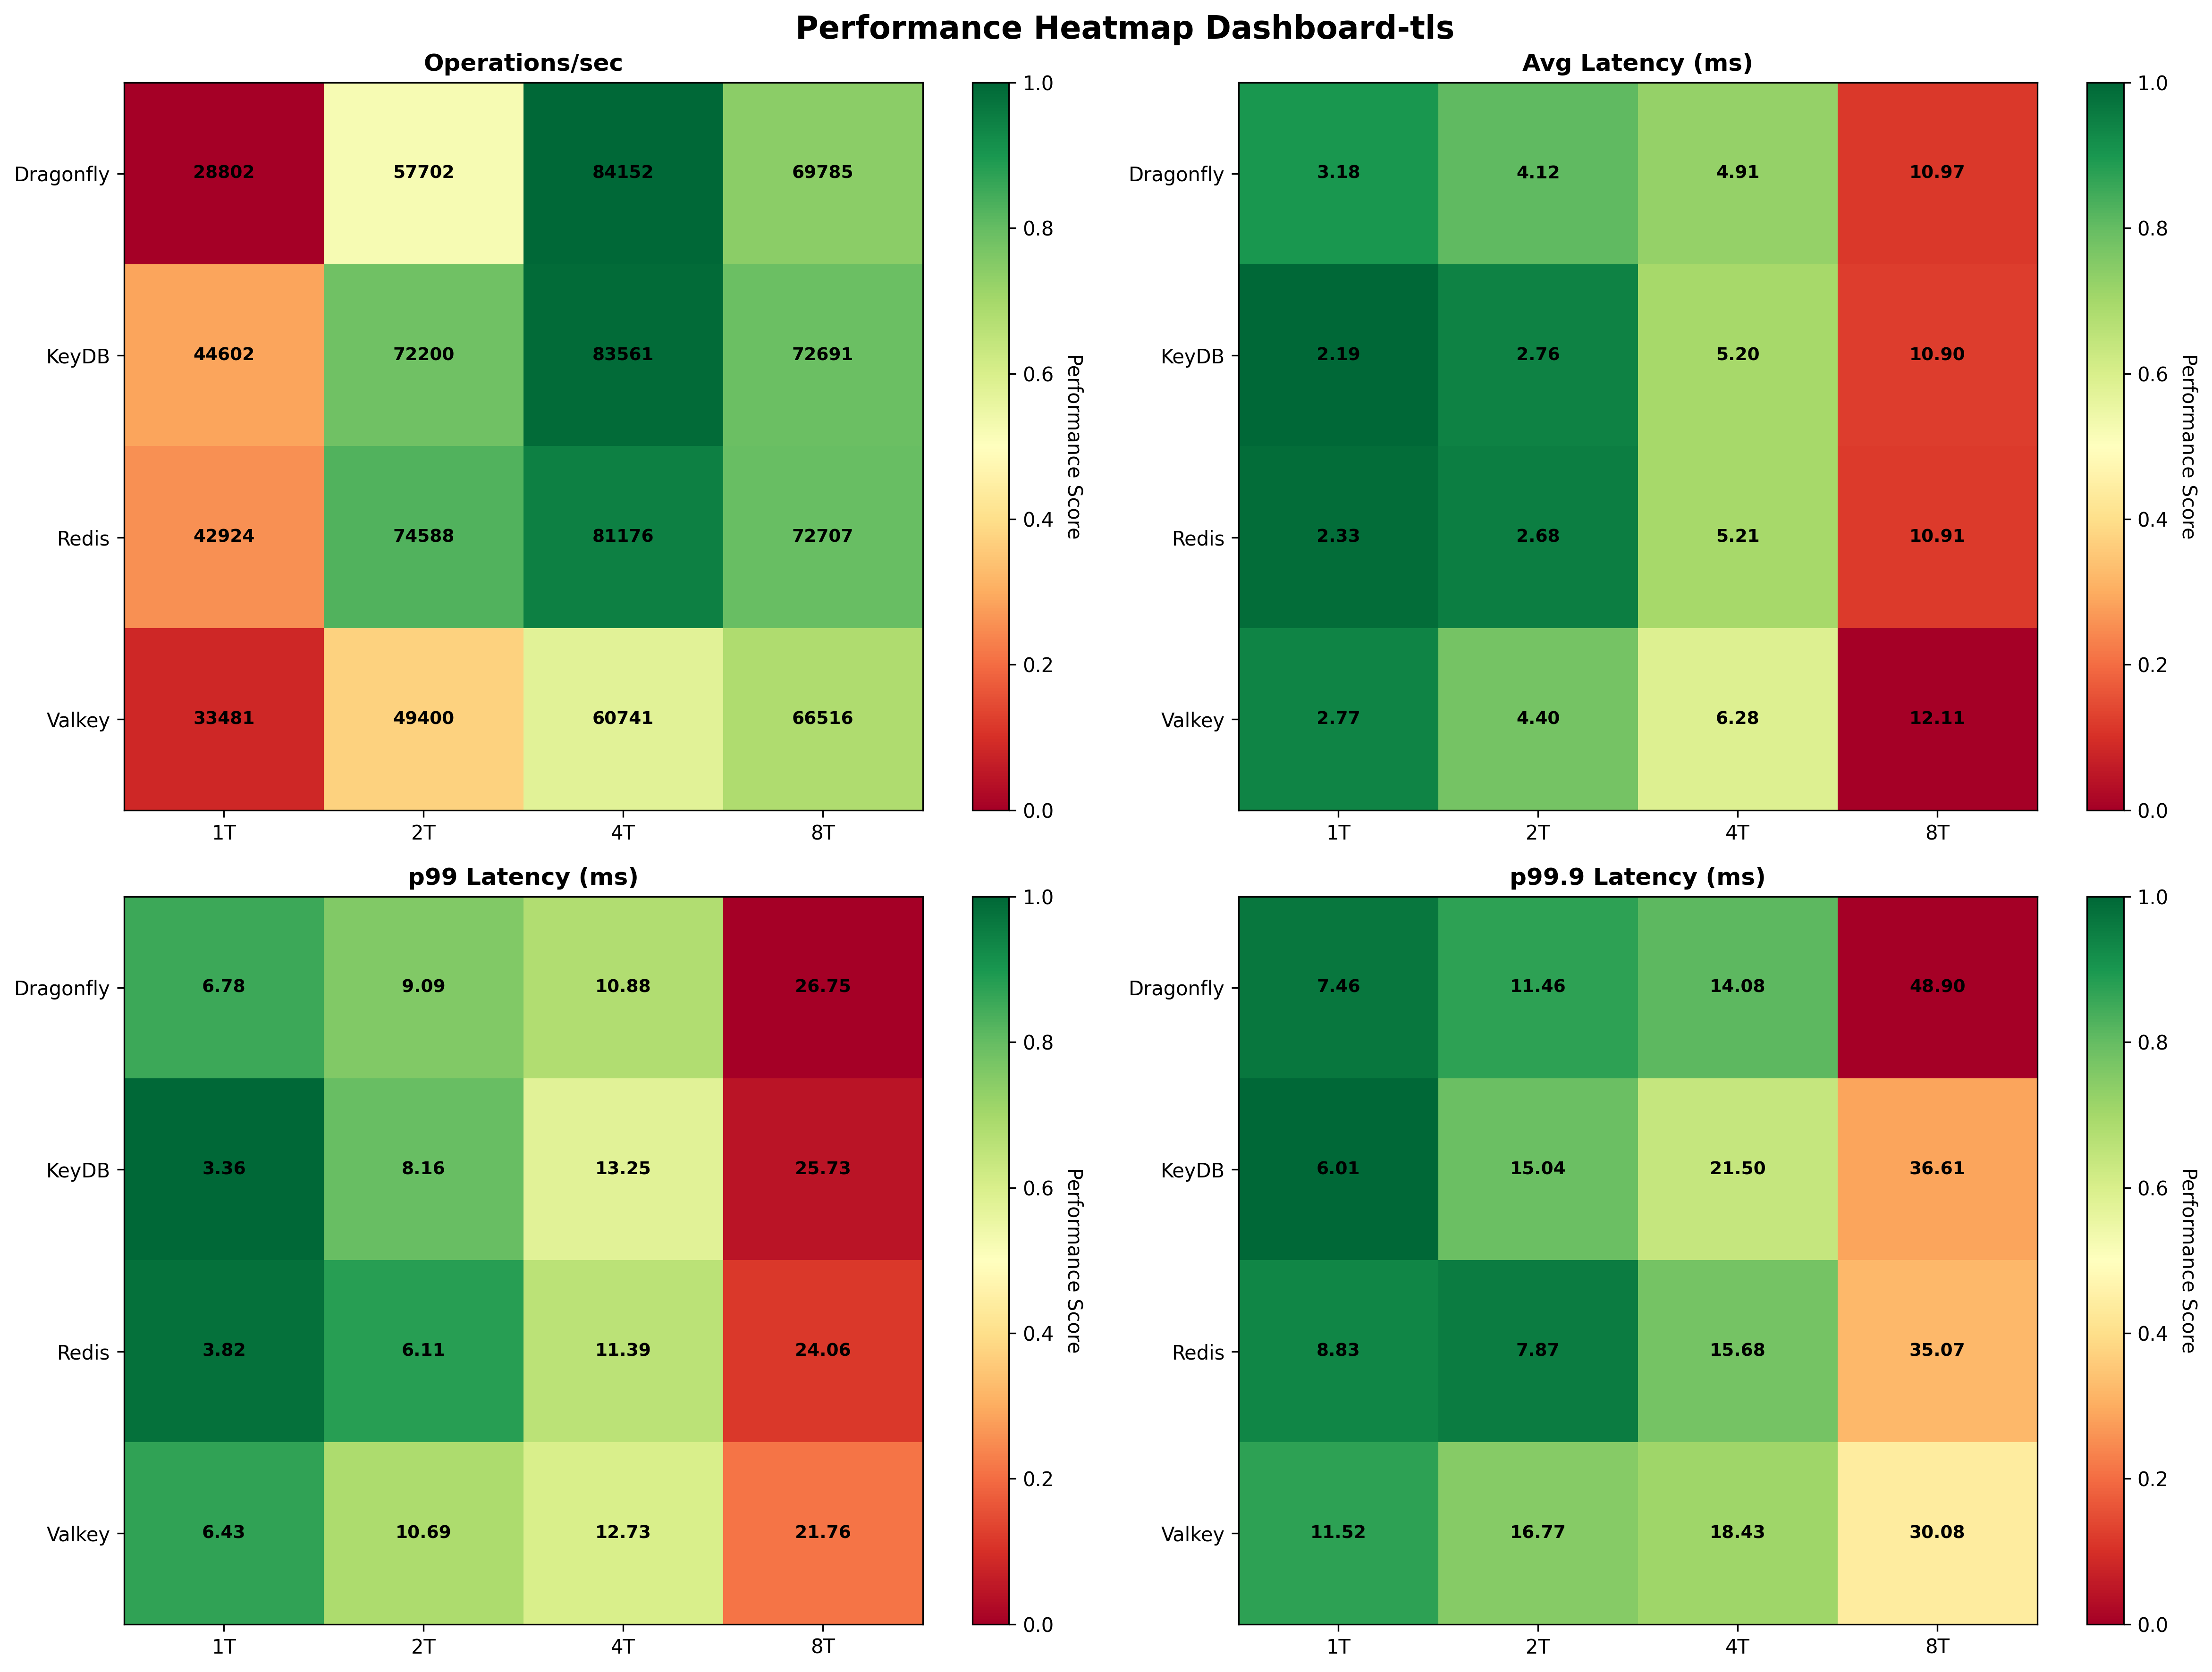 Performance Heatmap Dashboard-tls
Operations/sec
Dragonfly 28802 57702 84152 69785
KeyDB 44602 72200 83561 72691
Redis 42924 74588 81176 72707
Valkey 33481 49400 60741 66516
1T 2T 4T 8T
1.0
0.8
0.6
0.4
0.2
0.0
Performance Score
Avg Latency (ms)
Dragonfly 3.18 4.12 4.91 10.97
KeyDB 2.19 2.76 5.20 10.90
Redis 2.33 2.68 5.21 10.91
Valkey 2.77 4.40 6.28 12.11
1T 2T 4T 8T
1.0
0.8
0.6
0.4
0.2
0.0
Performance Score
p99 Latency (ms)
Dragonfly 6.78 9.09 10.88 26.75
KeyDB 3.36 8.16 13.25 25.73
Redis 3.82 6.11 11.39 24.06
Valkey 6.43 10.69 12.73 21.76
1T 2T 4T 8T
1.0
0.8
0.6
0.4
0.2
0.0
Performance Score
p99.9 Latency (ms)
Dragonfly 7.46 11.46 14.08 48.90
KeyDB 6.01 15.04 21.50 36.61
Redis 8.83 7.87 15.68 35.07
Valkey 11.52 16.77 18.43 30.08
1T 2T 4T 8T
1.0
0.8
0.6
0.4
0.2
0.0
Performance Score